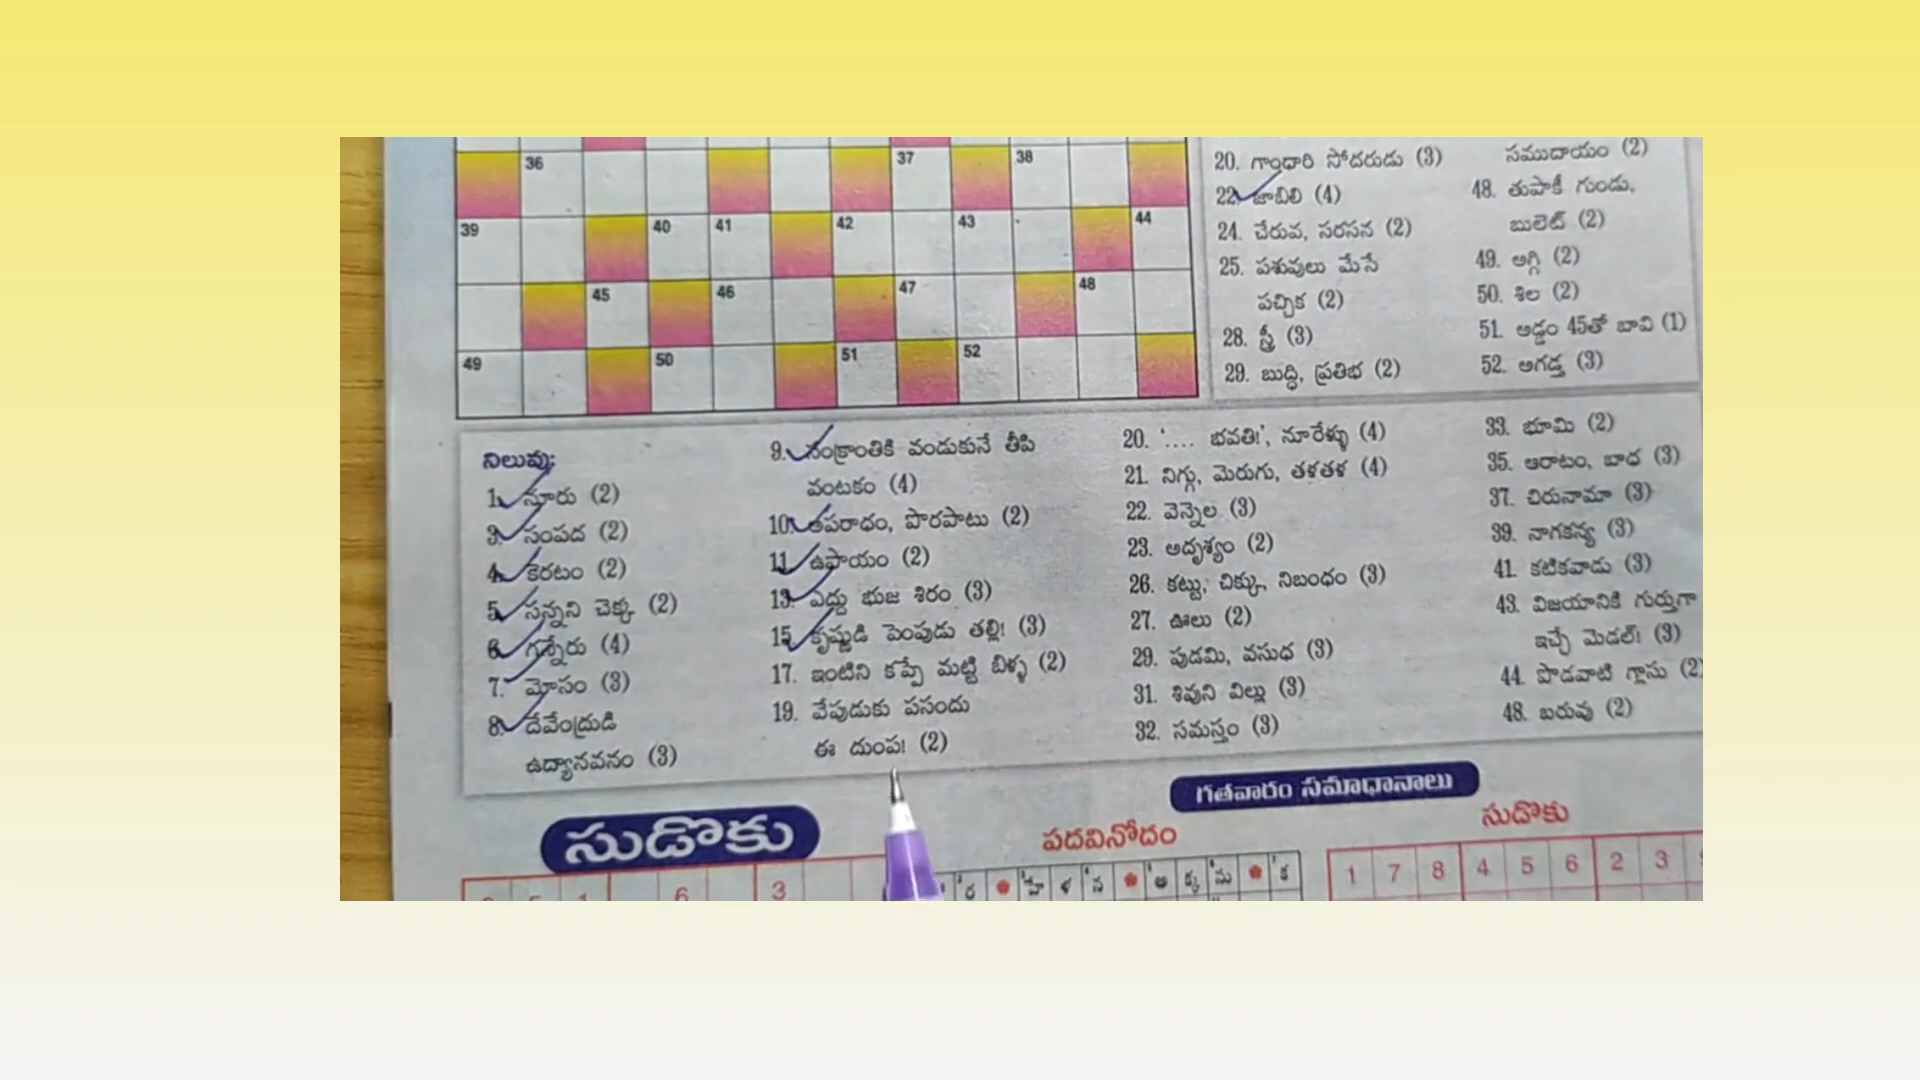 36 37 38
39 40 41 42 43 44
45 46 47 48
49 50 51 52
20. గాంధారి సోదరుడు (3)
22. జాబిలి (4)
24. చేరువ, సరసన (2)
25. పశువులు మేసే
పచ్చిక (2)
28. స్త్రీ (3)
29. బుద్ధి, ప్రతిభ (2)
సముదాయం (2)
48. తుపాకీ గుండు,
బులెట్ (2)
49. అగ్గి (2)
50. శిల (2)
51. అడ్డం 45తో బావి (1)
52. అగడ్త (3)
నిలువు:
1. నూరు (2)
3. సంపద (2)
4. కెరటం (2)
5. సన్నని చెక్క (2)
6. గన్నేరు (4)
7. మోసం (3)
8. దేవేంద్రుడి
ఉద్యానవనం (3)
9. సంక్రాంతికి వండుకునే తీపి
వంటకం (4)
10. అపరాధం, పొరపాటు (2)
11. ఉపాయం (2)
13. ఎద్దు భుజ శిరం (3)
15. కృష్ణుడి పెంపుడు తల్లి! (3)
17. ఇంటిని కప్పే మట్టి బిళ్ళ (2)
19. వేపుడుకు పసందు
ఈ దుంప! (2)
20. '.... భవతి!', నూరేళ్ళు (4)
21. నిగ్గు, మెరుగు, తళతళ (4)
22. వెన్నెల (3)
23. అదృశ్యం (2)
26. కట్టు, చిక్కు, నిబంధం (3)
27. ఊలు (2)
29. పుడమి, వసుధ (3)
31. శివుని విల్లు (3)
32. సమస్తం (3)
33. భూమి (2)
35. ఆరాటం, బాధ (3)
37. చిరునామా (3)
39. నాగకన్య (3)
41. కటికవాడు (3)
43. విజయానికి గుర్తుగా
ఇచ్చే మెడల్! (3)
44. పొడవాటి గ్లాసు (2)
48. బరువు (2)
గతవారం సమాధానాలు
సుడొకు
పదవినోదం
సుడొకు
6 3
ర హే ళ న అ క్క సు క
1 7 8 4 5 6 2 3